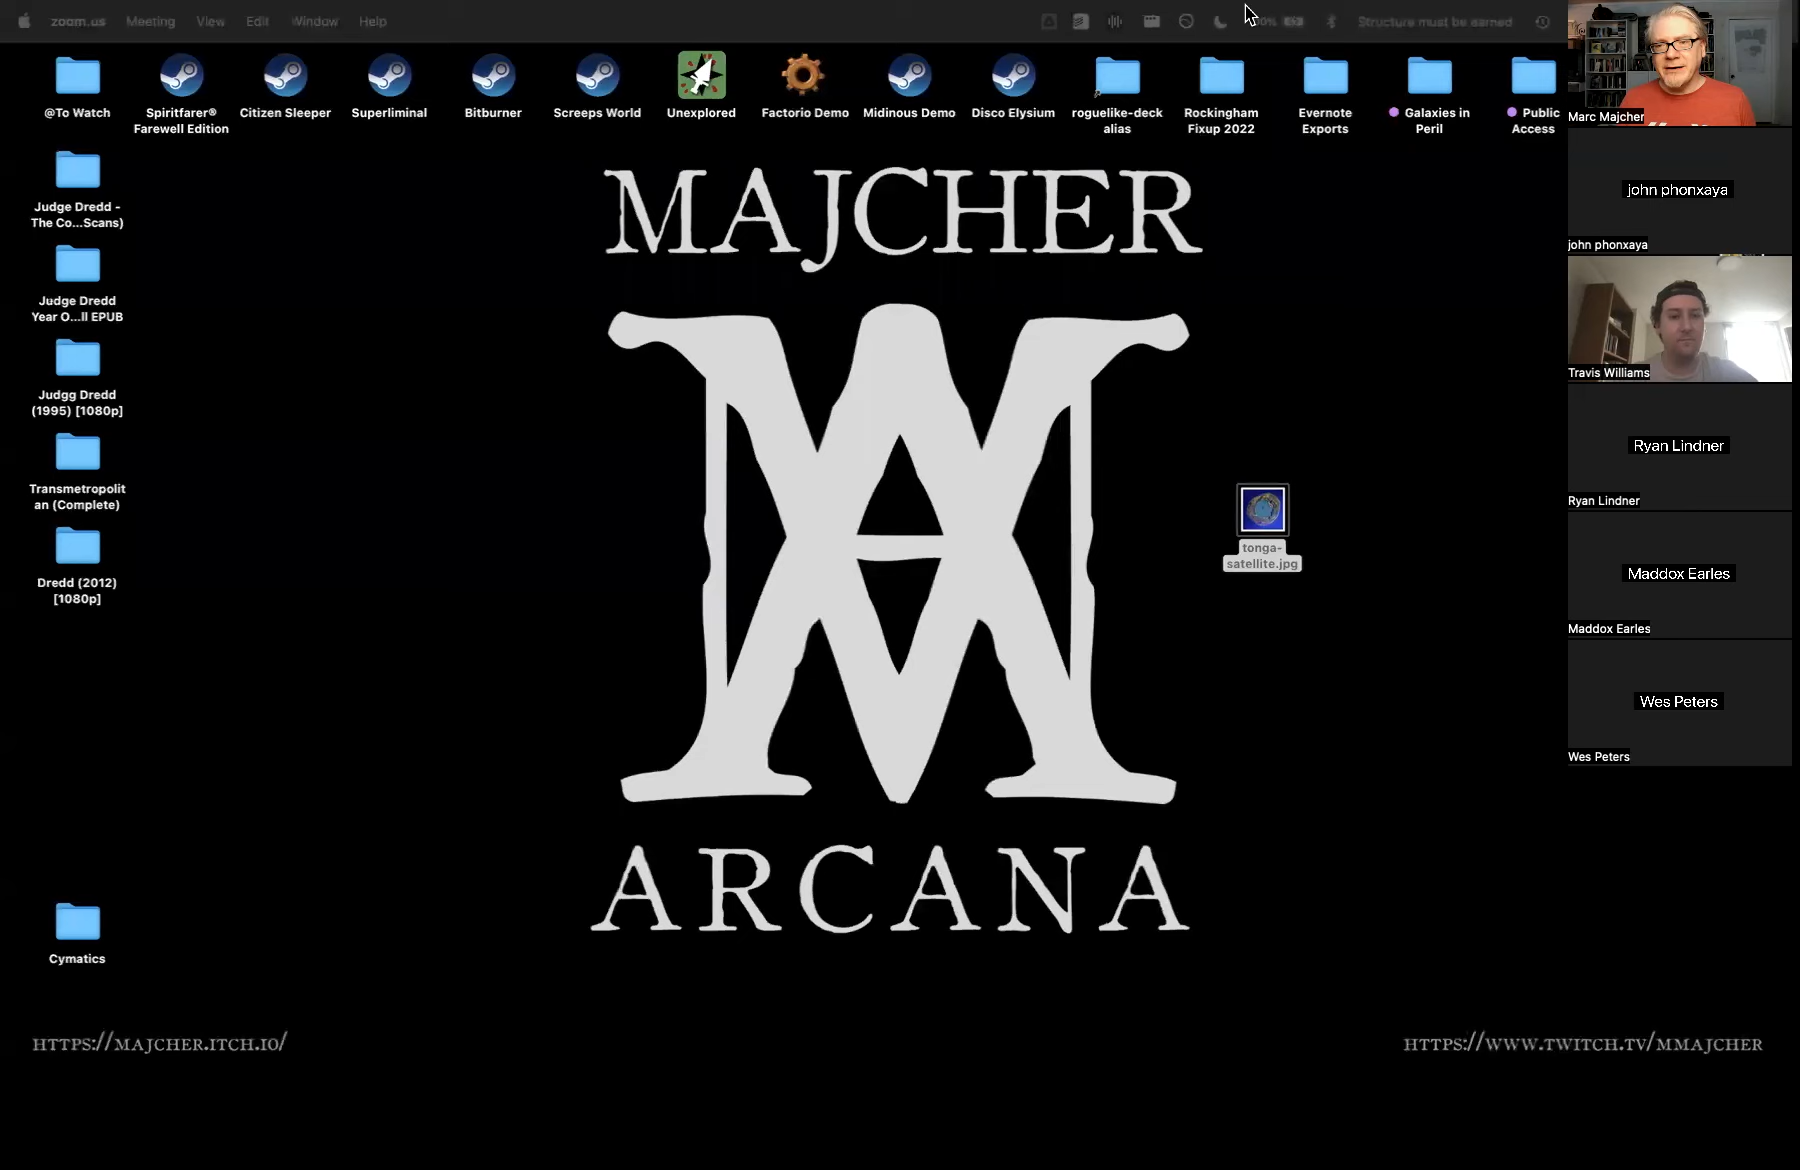 zoom.us Meeting View Edit Window Help
Structure must be earned
@To Watch
Spiritfarer®
Farewell Edition
Citizen Sleeper
Superliminal
Bitburner
Screeps World
Unexplored
Factorio Demo
Midinous Demo
Disco Elysium
roguelike-deck
alias
Rockingham
Fixup 2022
Evernote
Exports
Galaxies in
Peril
Public
Access
Judge Dredd -
The Co...Scans)
Judge Dredd
Year O...ll EPUB
Judgg Dredd
(1995) [1080p]
Transmetropolit
an (Complete)
Dredd (2012)
[1080p]
Cymatics
MAJCHER
ARCANA
tonga-
satellite.jpg
HTTPS://MAJCHER.ITCH.IO/
HTTPS://WWW.TWITCH.TV/MMAJCHER
Marc Majcher
john phonxaya
john phonxaya
Travis Williams
Ryan Lindner
Ryan Lindner
Maddox Earles
Maddox Earles
Wes Peters
Wes Peters